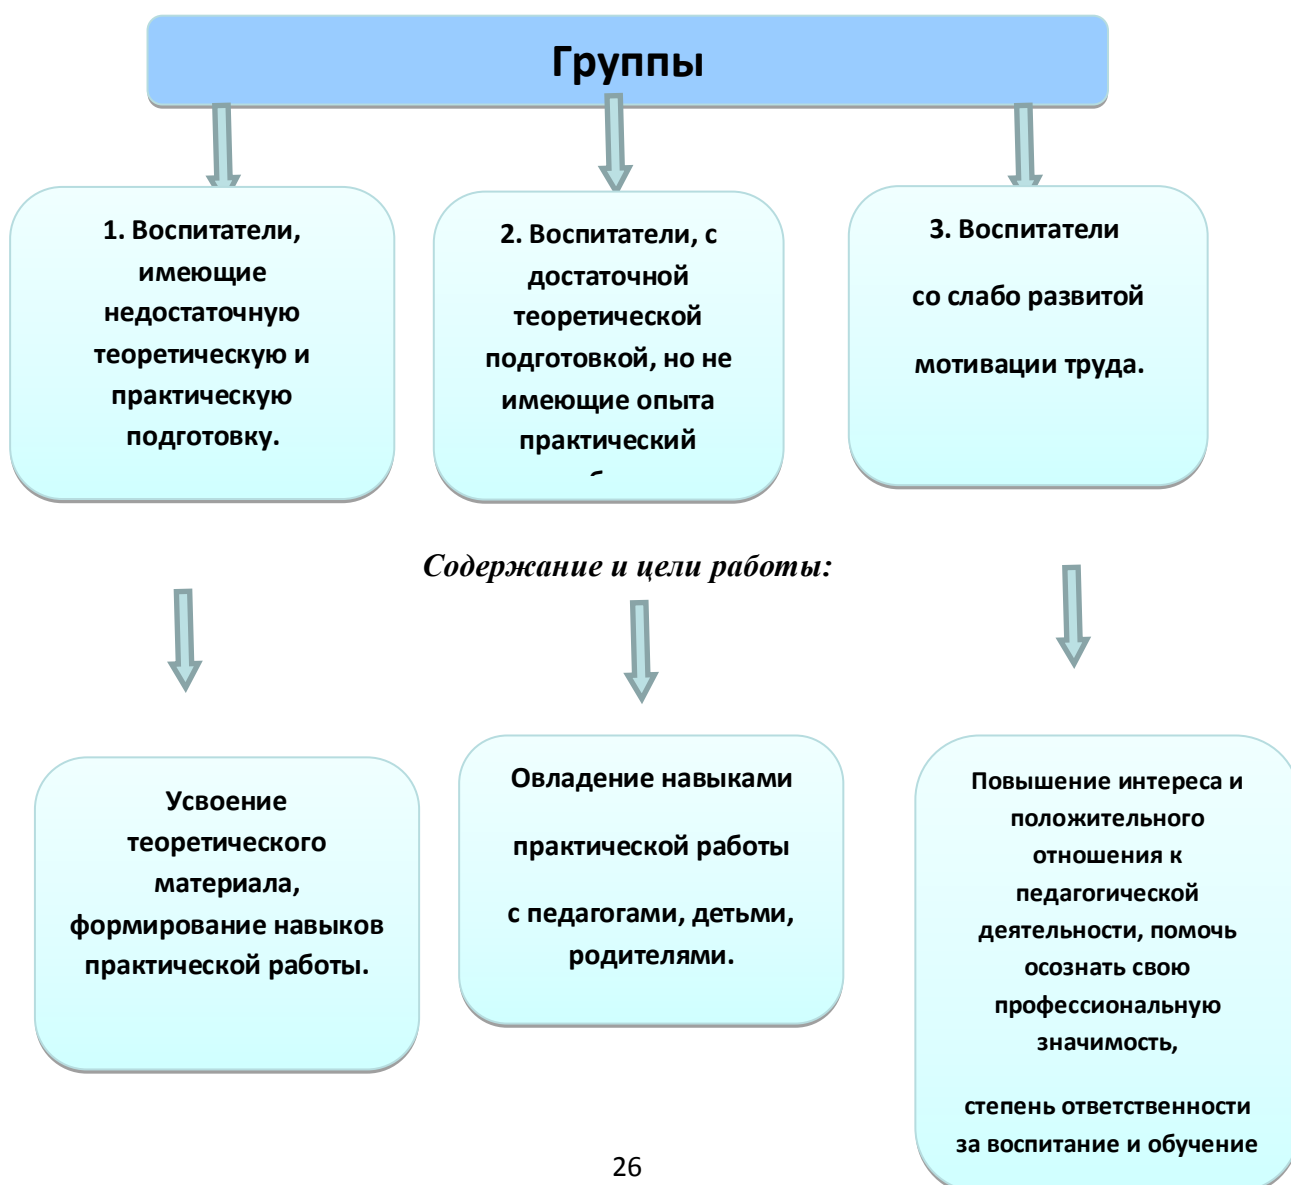 Группы
1. Воспитатели,
имеющие
недостаточную
теоретическую и
практическую
подготовку.
2. Воспитатели, с
достаточной
теоретической
подготовкой, но не
имеющие опыта
практический
3. Воспитатели
со слабо развитой
мотивации труда.
Содержание и цели работы:
Усвоение
теоретического
материала,
формирование навыков
практической работы.
Овладение навыками
практической работы
с педагогами, детьми,
родителями.
Повышение интереса и
положительного
отношения к
педагогической
деятельности, помочь
осознать свою
профессиональную
значимость,
степень ответственности
за воспитание и обучение
26